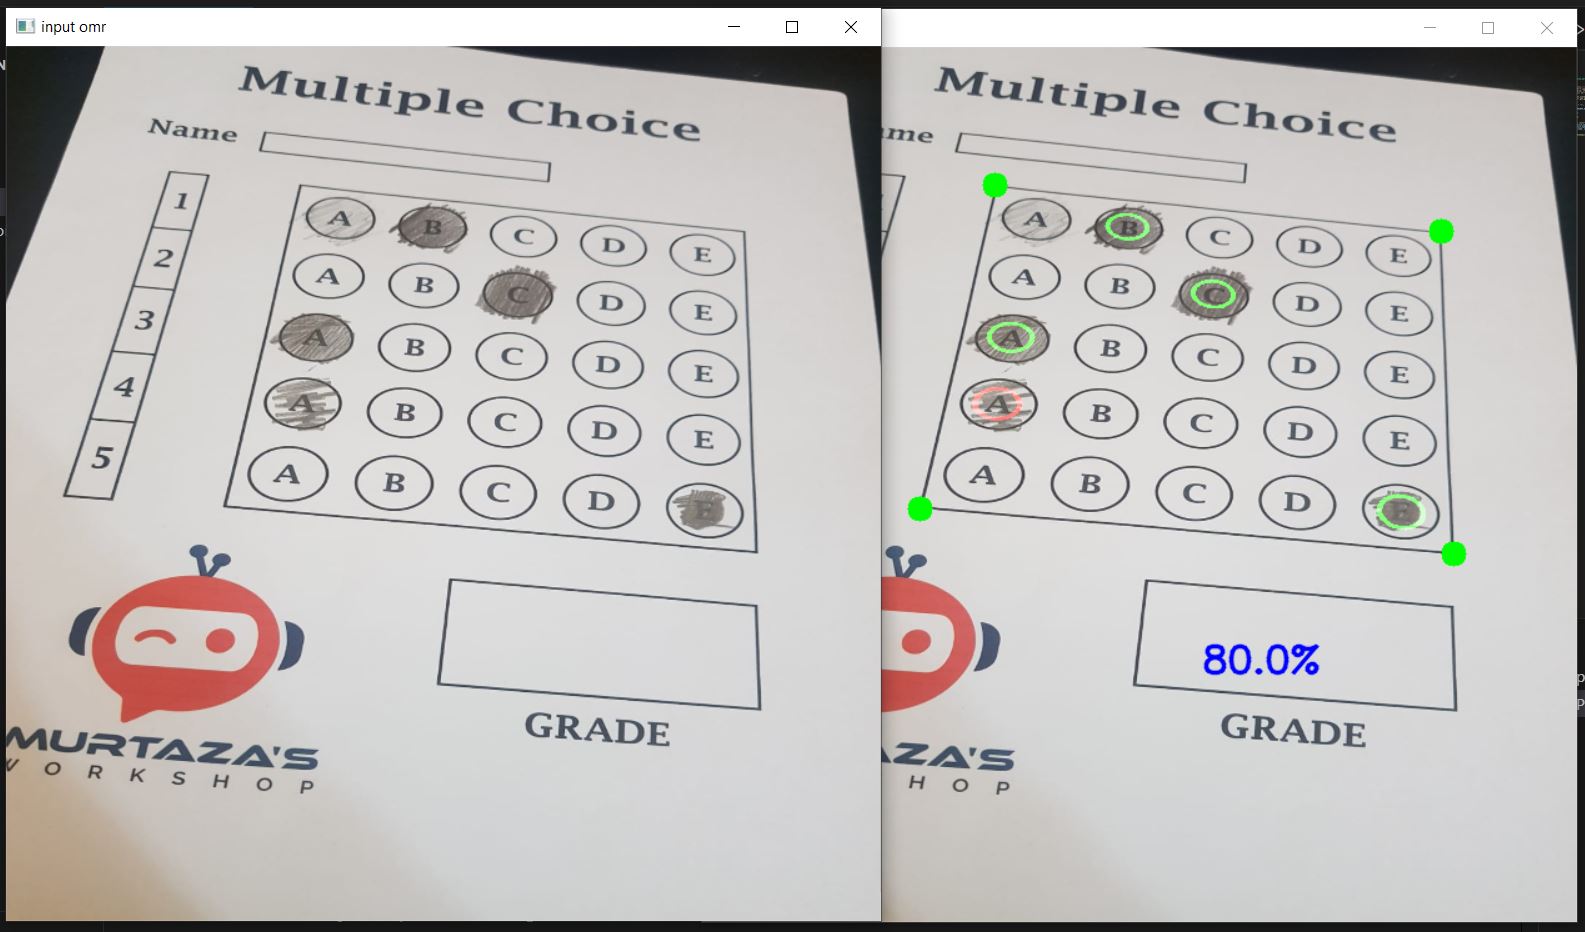 input omr
Multiple Choice
Name
1
2
3
4
5
A B C D E
A B C D E
A B C D E
A B C D E
A B C D E
GRADE
MURTAZA'S
WORKSHOP
Multiple Choice
ame
A B C D E
A B C D E
A B C D E
A B C D E
A B C D E
80.0%
GRADE
ZA'S
HOP